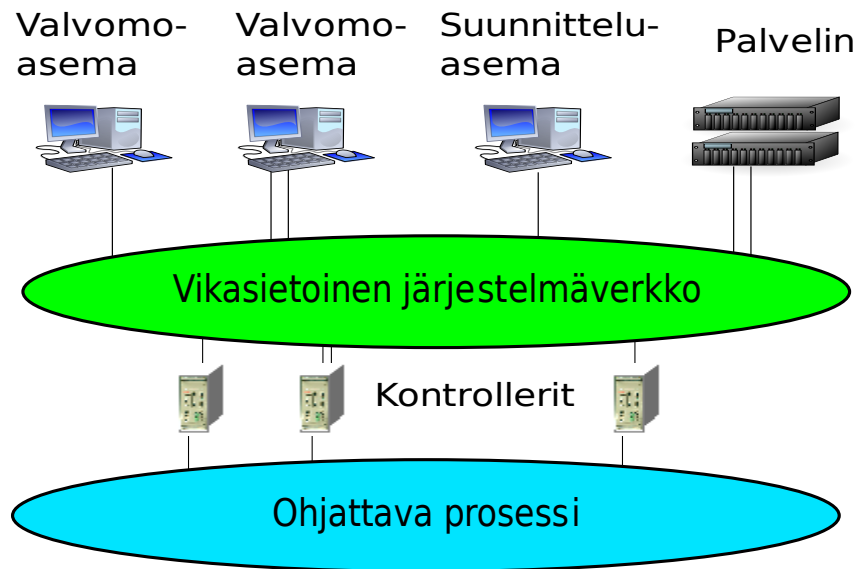 Valvomo-
asema
Valvomo-
asema
Suunnittelu-
asema
Palvelin
Vikasietoinen järjestelmäverkko
Kontrollerit
Ohjattava prosessi